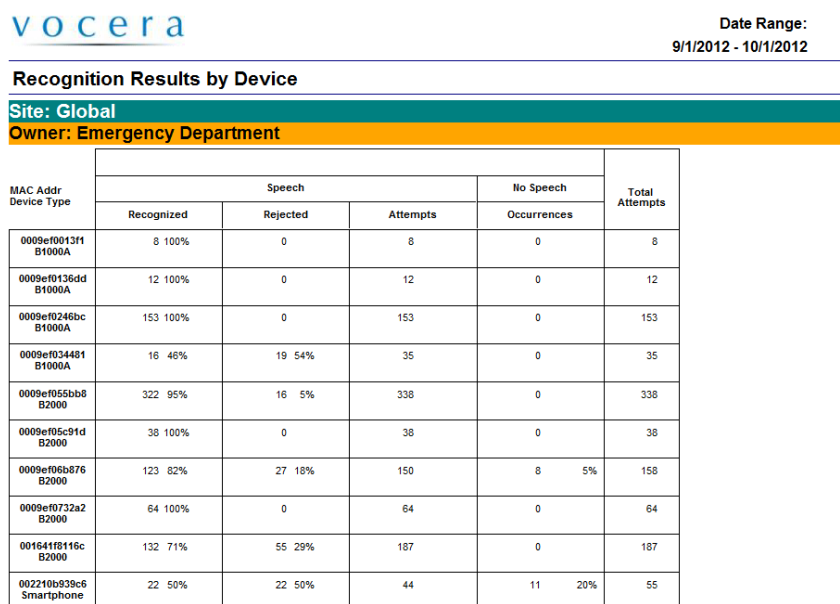 vocera
Date Range:
9/1/2012 - 10/1/2012
Recognition Results by Device
Site: Global
Owner: Emergency Department
MAC Addr
Device Type
Speech
No Speech
Total
Attempts
Recognized Rejected Attempts Occurrences
0009ef0013f1
B1000A
8 100% 0 8 0 8
0009ef0136dd
B1000A
12 100% 0 12 0 12
0009ef0246bc
B1000A
153 100% 0 153 0 153
0009ef034481
B1000A
16 46% 19 54% 35 0 35
0009ef055bb8
B2000
322 95% 16 5% 338 0 338
0009ef05c91d
B2000
38 100% 0 38 0 38
0009ef06b876
B2000
123 82% 27 18% 150 8 5% 158
0009ef0732a2
B2000
64 100% 0 64 0 64
001641f8116c
B2000
132 71% 55 29% 187 0 187
002210b939c6
Smartphone
22 50% 22 50% 44 11 20% 55